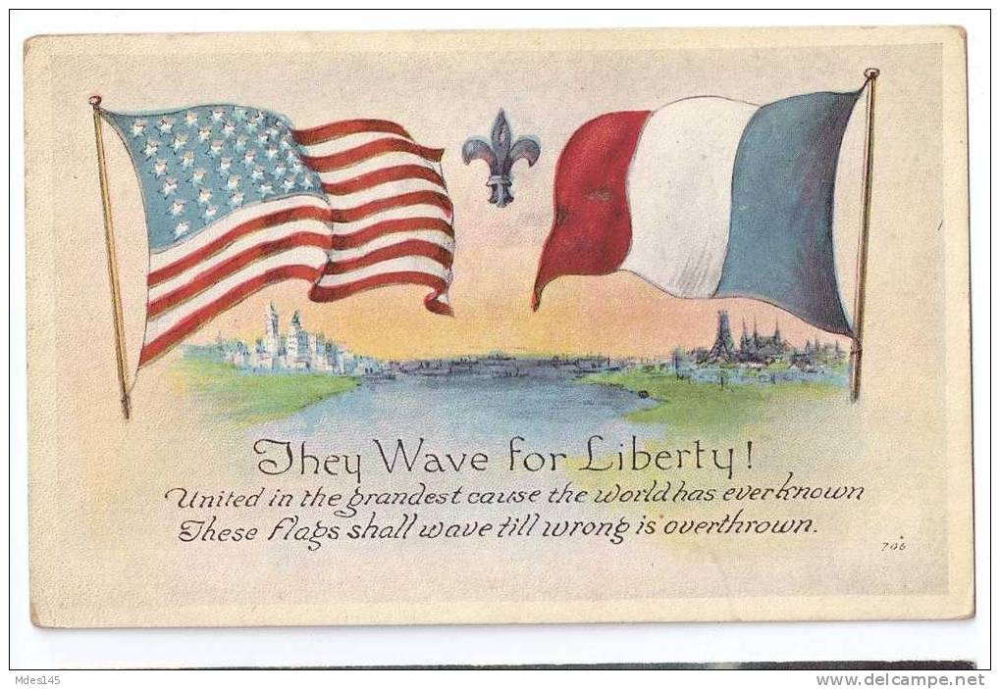 They Wave for Liberty!
United in the grandest cause the world has ever known
These flags shall wave till wrong is overthrown.
706
Mdes145
www.delcampe.net